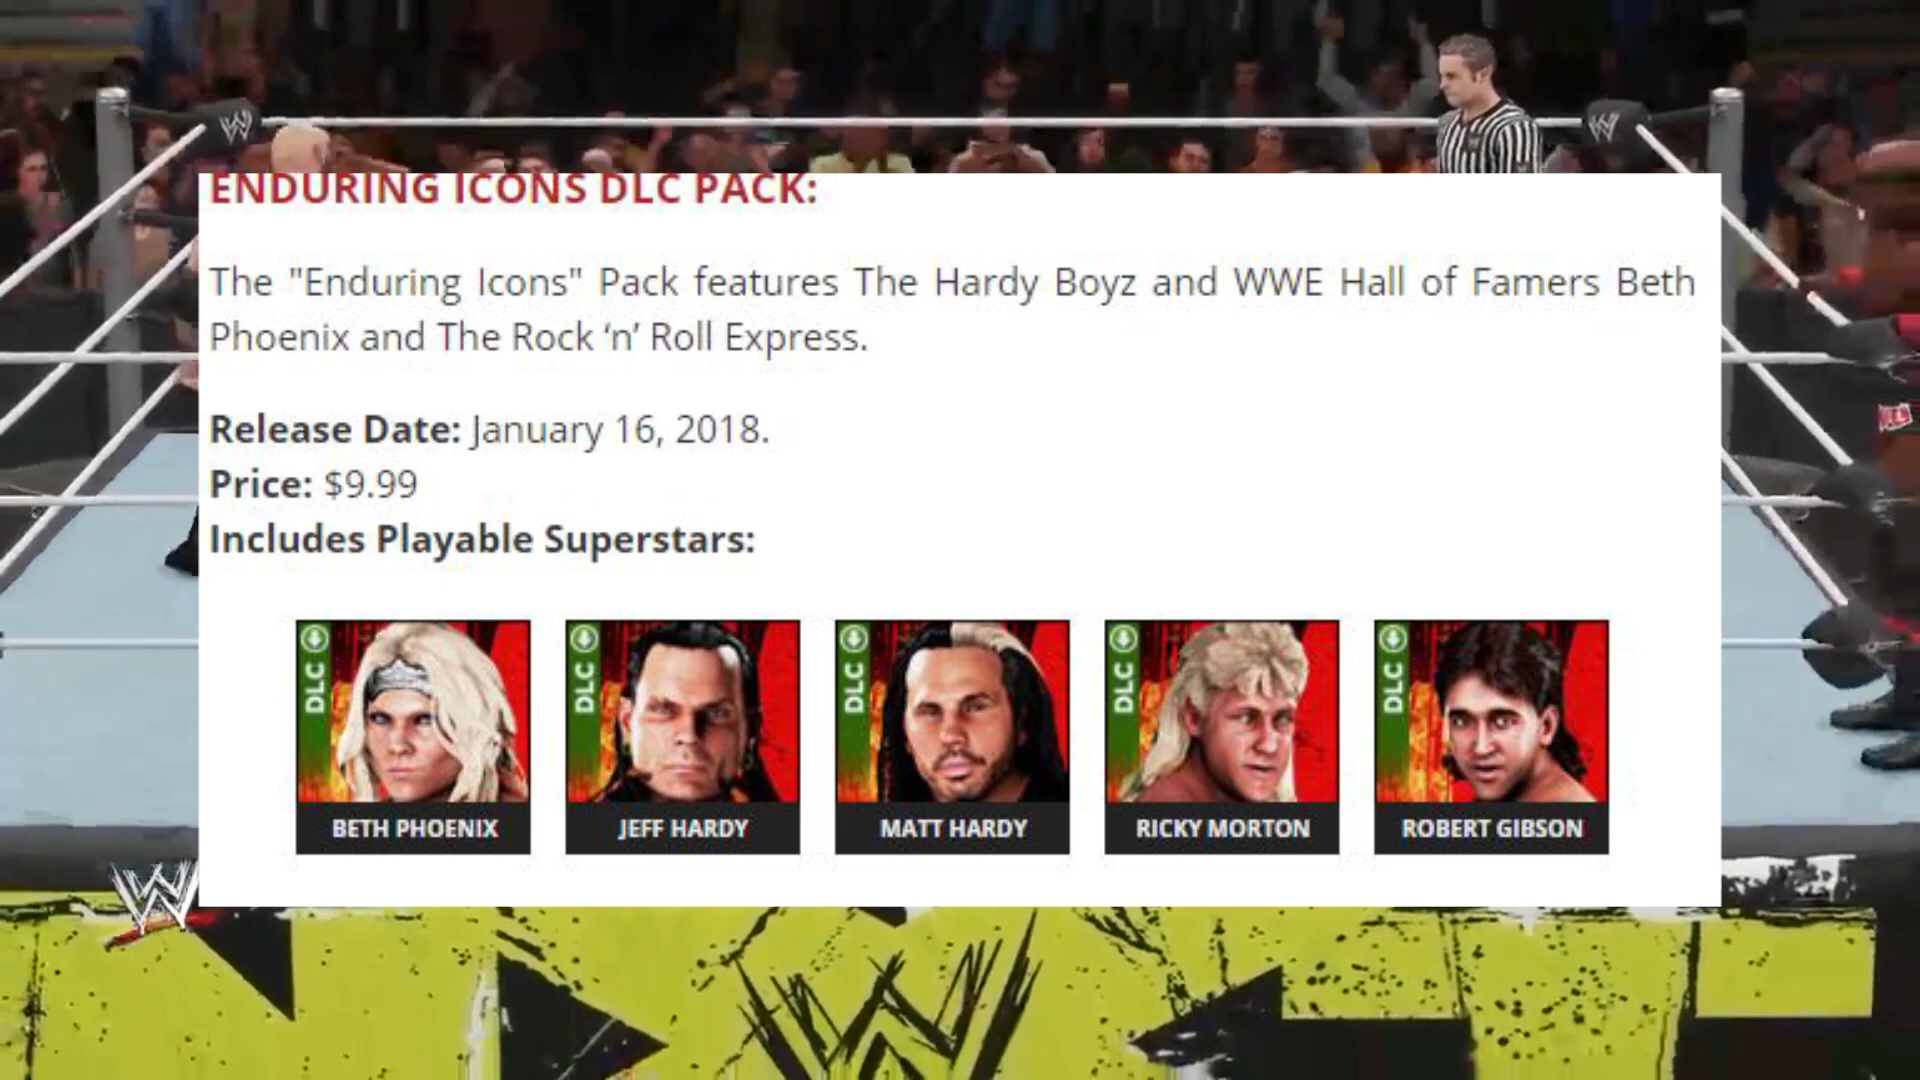 ENDURING ICONS DLC PACK:
The "Enduring Icons" Pack features The Hardy Boyz and WWE Hall of Famers Beth
Phoenix and The Rock ‘n’ Roll Express.
Release Date: January 16, 2018.
Price: $9.99
Includes Playable Superstars:
DLC DLC DLC DLC DLC
BETH PHOENIX JEFF HARDY MATT HARDY RICKY MORTON ROBERT GIBSON